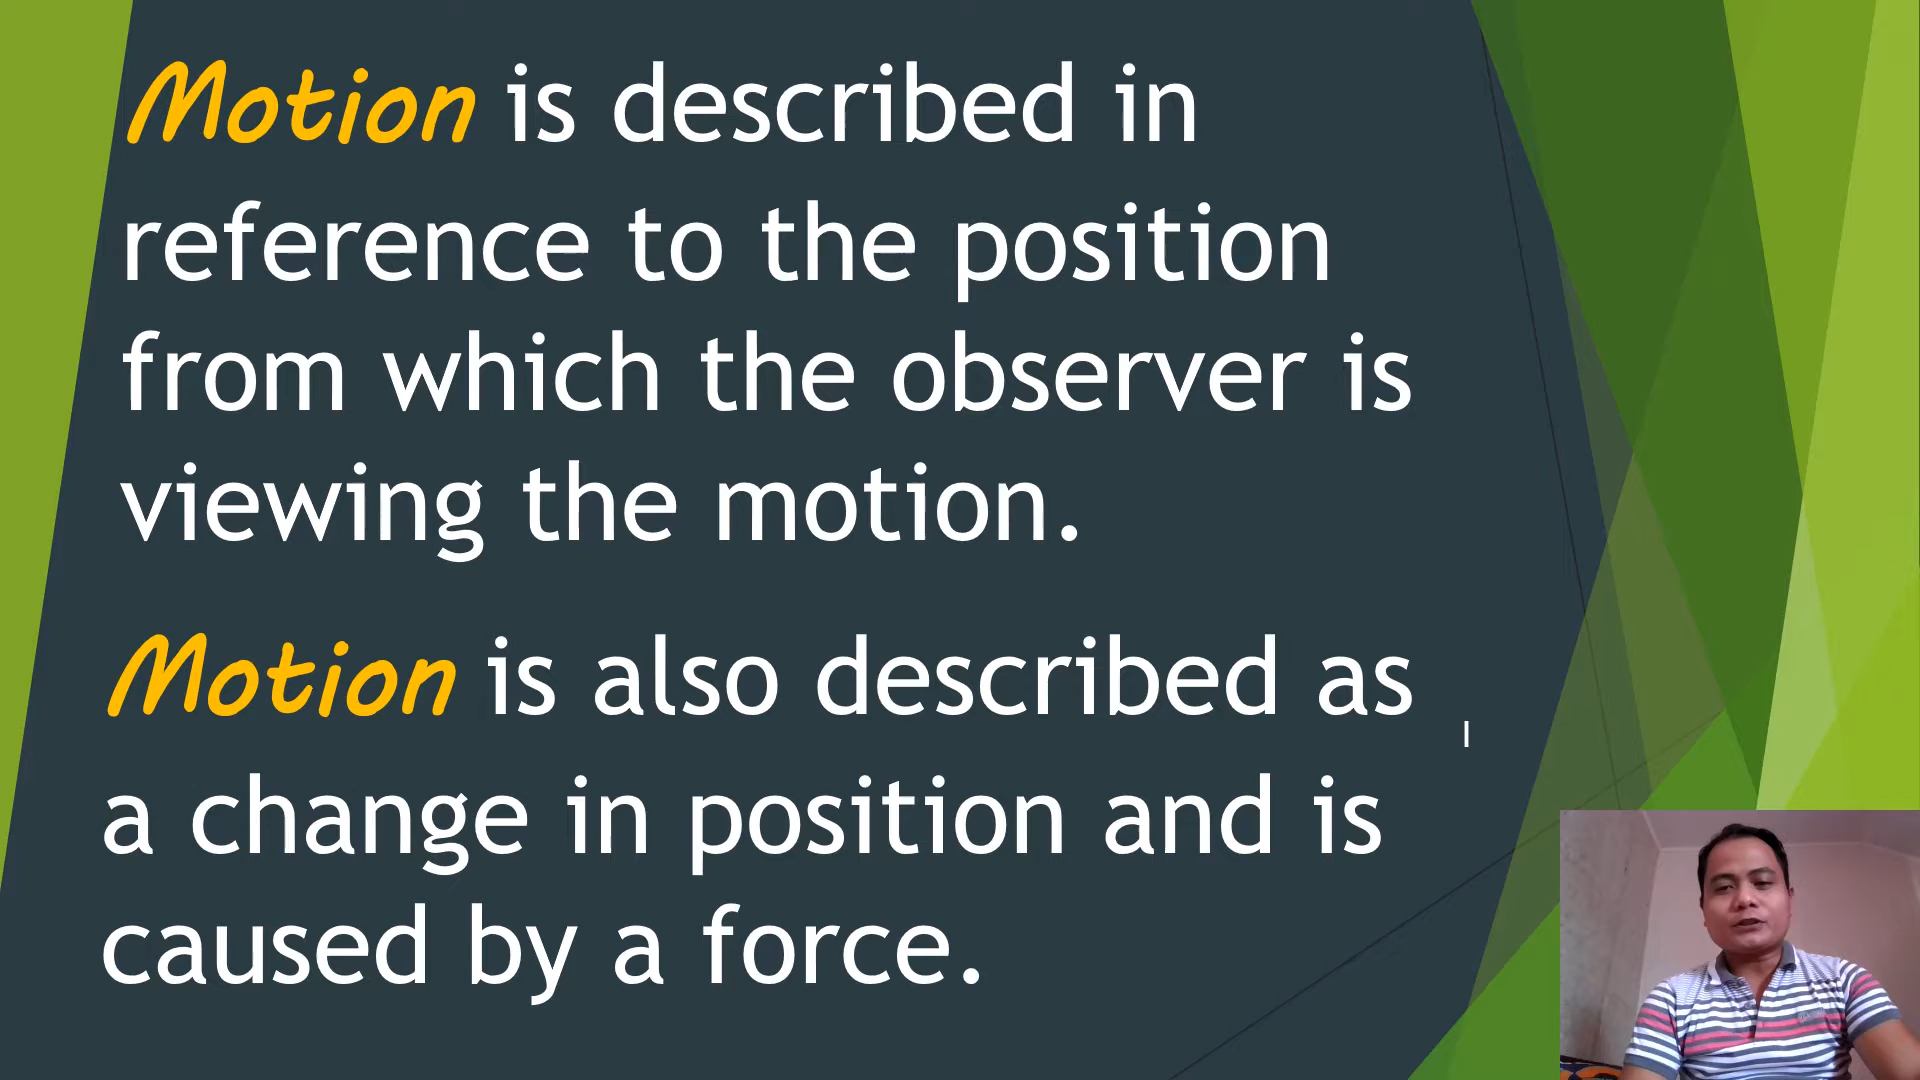 Motion is described in
reference to the position
from which the observer is
viewing the motion.
Motion is also described as
a change in position and is
caused by a force.